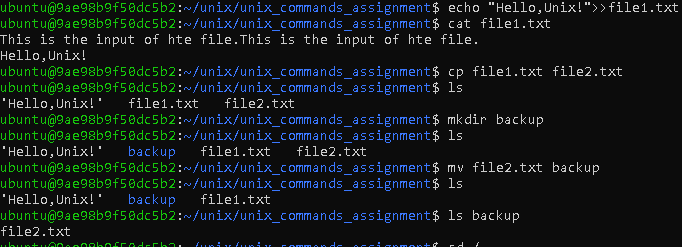 ubuntu@9ae98b9f50dc5b2:~/unix/unix_commands_assignment$ echo "Hello,Unix!">>file1.txt
ubuntu@9ae98b9f50dc5b2:~/unix/unix_commands_assignment$ cat file1.txt
This is the input of hte file.This is the input of hte file.
Hello,Unix!
ubuntu@9ae98b9f50dc5b2:~/unix/unix_commands_assignment$ cp file1.txt file2.txt
ubuntu@9ae98b9f50dc5b2:~/unix/unix_commands_assignment$ ls
'Hello,Unix!'   file1.txt   file2.txt
ubuntu@9ae98b9f50dc5b2:~/unix/unix_commands_assignment$ mkdir backup
ubuntu@9ae98b9f50dc5b2:~/unix/unix_commands_assignment$ ls
'Hello,Unix!'   backup   file1.txt   file2.txt
ubuntu@9ae98b9f50dc5b2:~/unix/unix_commands_assignment$ mv file2.txt backup
ubuntu@9ae98b9f50dc5b2:~/unix/unix_commands_assignment$ ls
'Hello,Unix!'   backup   file1.txt
ubuntu@9ae98b9f50dc5b2:~/unix/unix_commands_assignment$ ls backup
file2.txt
ubuntu@9ae98b9f50dc5b2:~/unix/unix_commands_assignment$